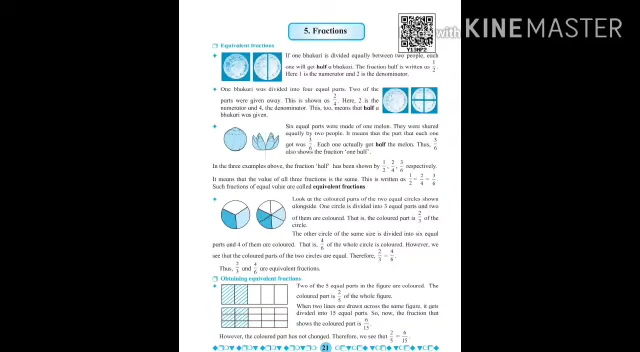 5. Fractions
Y15NP2
with KINEMASTER
Equivalent fractions
If one bhakari is divided equally between two people, each
one will get half a bhakari. The fraction half is written as 1/2.
Here 1 is the numerator and 2 is the denominator.
One bhakari was divided into four equal parts. Two of the
parts were given away. This is shown as 2/4. Here, 2 is the
numerator and 4, the denominator. This, too, means that half a
bhakari was given.
Six equal parts were made of one melon. They were shared
equally by two people. It means that the part that each one
got was 3/6. Each one actually got half the melon. Thus, 3/6
also shows the fraction 'one half'.
In the three examples above, the fraction 'half' has been shown by 1/2, 2/4, 3/6 respectively.
It means that the value of all three fractions is the same. This is written as 1/2 = 2/4 = 3/6.
Such fractions of equal value are called equivalent fractions
Look at the coloured parts of the two equal circles shown
alongside. One circle is divided into 3 equal parts and two
of them are coloured. That is, the coloured part is 2/3 of the
circle.
The other circle of the same size is divided into six equal
parts and 4 of them are coloured. That is, 4/6 of the whole circle is coloured. However, we
see that the coloured parts of the two circles are equal. Therefore, 2/3 = 4/6.
Thus, 2/3 and 4/6 are equivalent fractions.
Obtaining equivalent fractions
Two of the 5 equal parts in the figure are coloured. The
coloured part is 2/5 of the whole figure.
When two lines are drawn across the same figure, it gets
divided into 15 equal parts. So, now, the fraction that
shows the coloured part is 6/15.
However, the coloured part has not changed. Therefore, we see that 2/5 = 6/15.
21